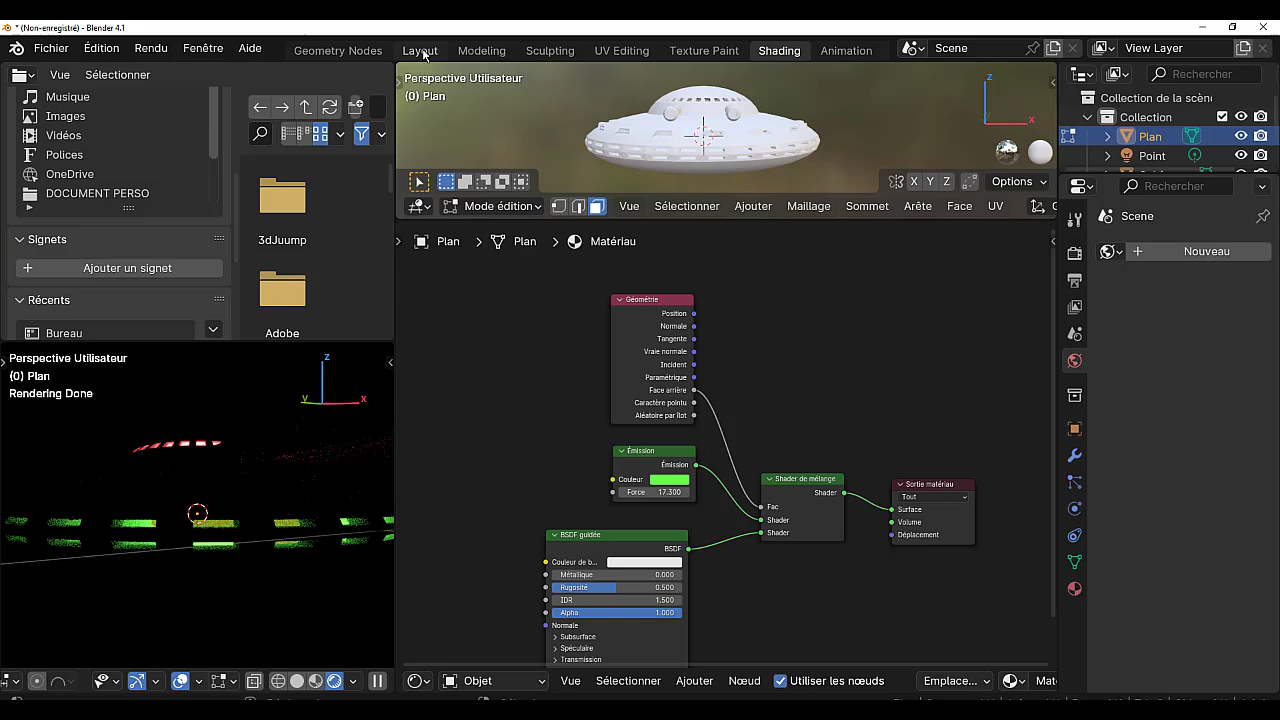 * (Non-enregistré) - Blender 4.1
Fichier Édition Rendu Fenêtre Aide Geometry Nodes Layout Modeling Sculpting UV Editing Texture Paint Shading Animation Scene View Layer
Vue Sélectionner
Musique
Images
Vidéos
Polices
OneDrive
DOCUMENT PERSO
Signets
Ajouter un signet
Récents
Bureau
3dJuump
Adobe
Perspective Utilisateur
(0) Plan
Z
X
Options
X Y Z
Mode édition Vue Sélectionner Ajouter Maillage Sommet Arête Face UV G
Plan > Plan > Matériau
Géométrie
Position
Normale
Tangente
Vraie normale
Incident
Paramétrique
Face arrière
Caractère pointu
Aléatoire par îlot
Émission
Émission
Couleur
Force 17.300
BSDF guidée
BSDF
Couleur de b...
Métallique 0.000
Rugosité 0.500
IDR 1.500
Alpha 1.000
Normale
Subsurface
Spéculaire
Transmission
Shader de mélange
Shader
Fac
Shader
Shader
Sortie matériau
Tout
Surface
Volume
Déplacement
Objet Vue Sélectionner Ajouter Nœud Utiliser les nœuds Emplace... Mat
Perspective Utilisateur
(0) Plan
Rendering Done
z
y
x
Rechercher
Collection de la scène
Collection
Plan
Point
Rechercher
Scene
Nouveau